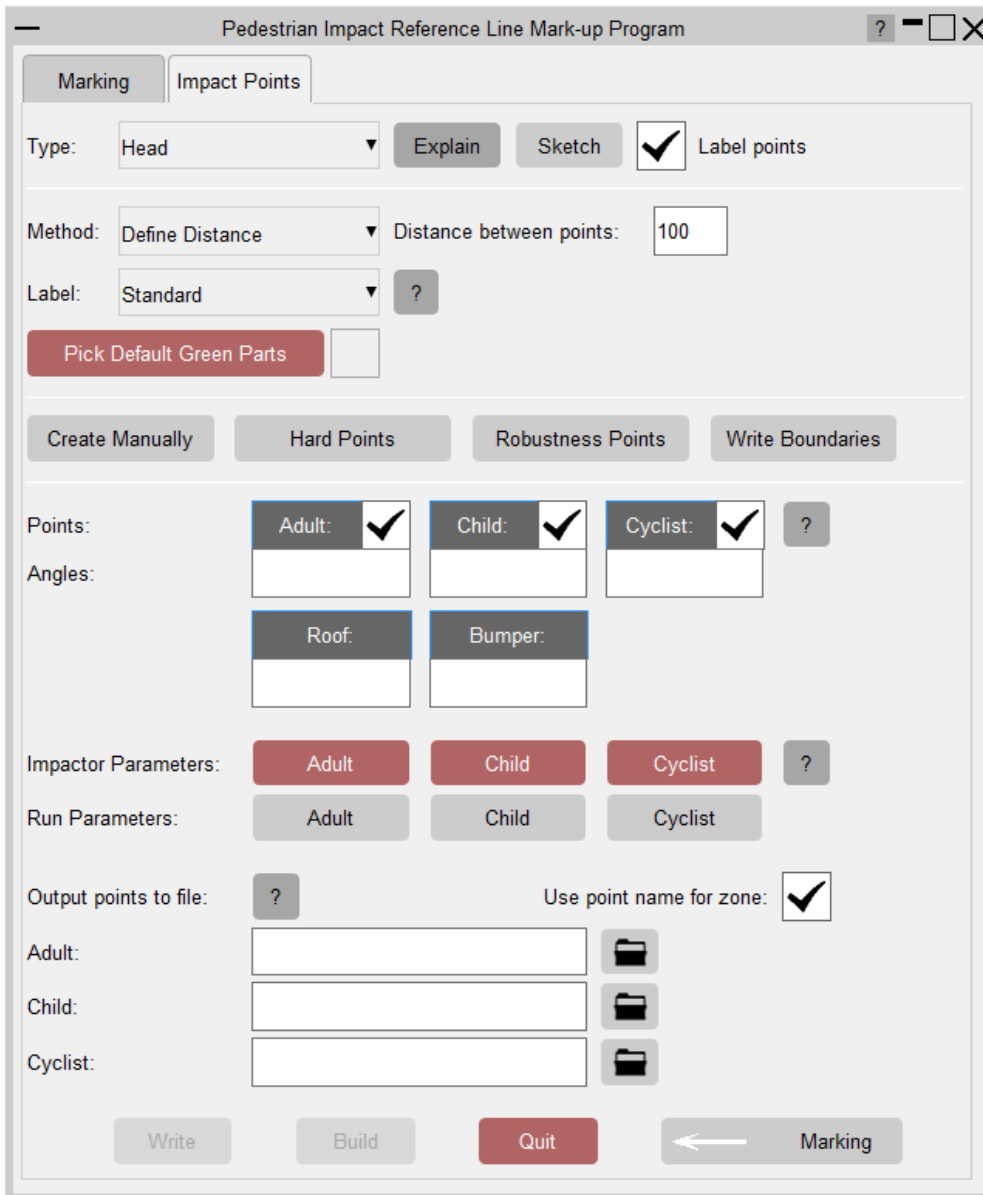 Pedestrian Impact Reference Line Mark-up Program ?
Marking Impact Points
Type: Head Explain Sketch Label points
Method: Define Distance Distance between points: 100
Label: Standard ?
Pick Default Green Parts
Create Manually Hard Points Robustness Points Write Boundaries
Points: Adult: Child: Cyclist: ?
Angles:
Roof: Bumper:
Impactor Parameters: Adult Child Cyclist ?
Run Parameters: Adult Child Cyclist
Output points to file: ? Use point name for zone:
Adult:
Child:
Cyclist:
Write Build Quit Marking